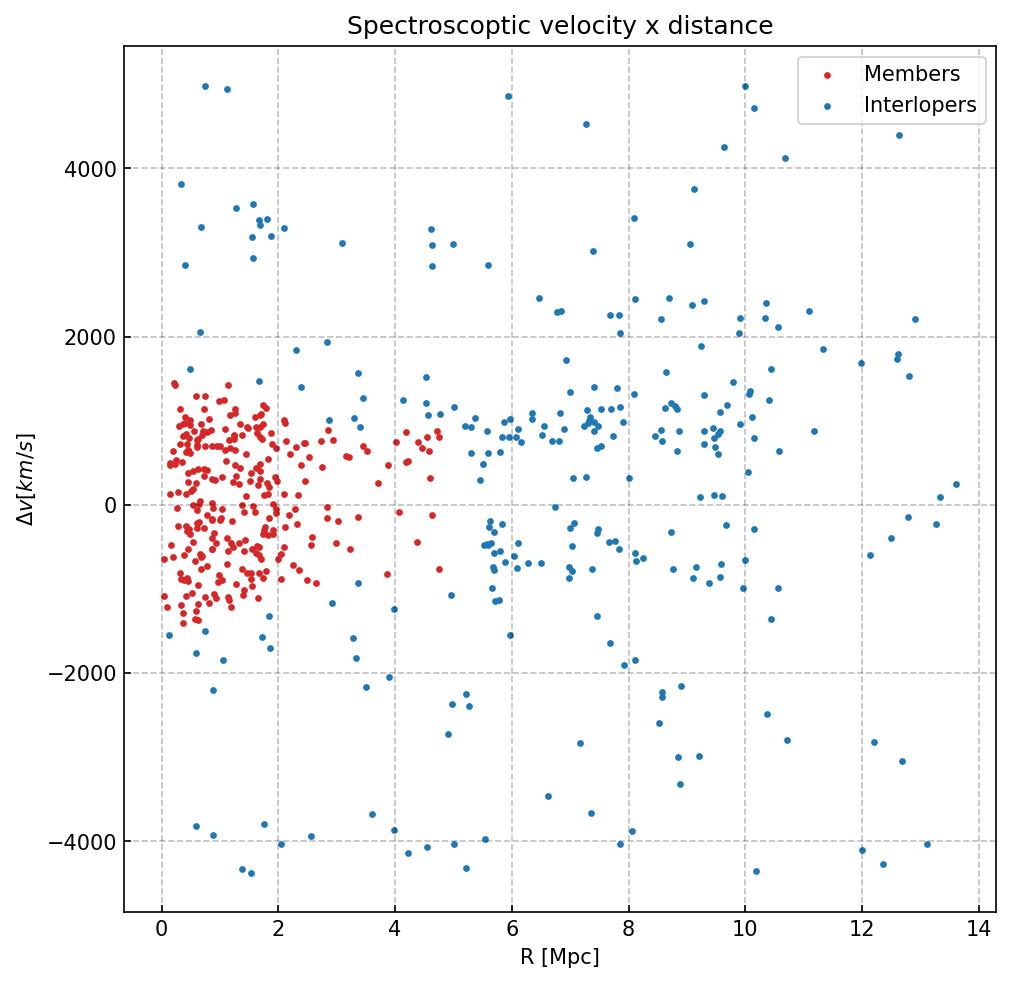 Spectroscoptic velocity x distance
Members
Interlopers
4000
2000
0
−2000
−4000
Δv[km/s]
0 2 4 6 8 10 12 14
R [Mpc]